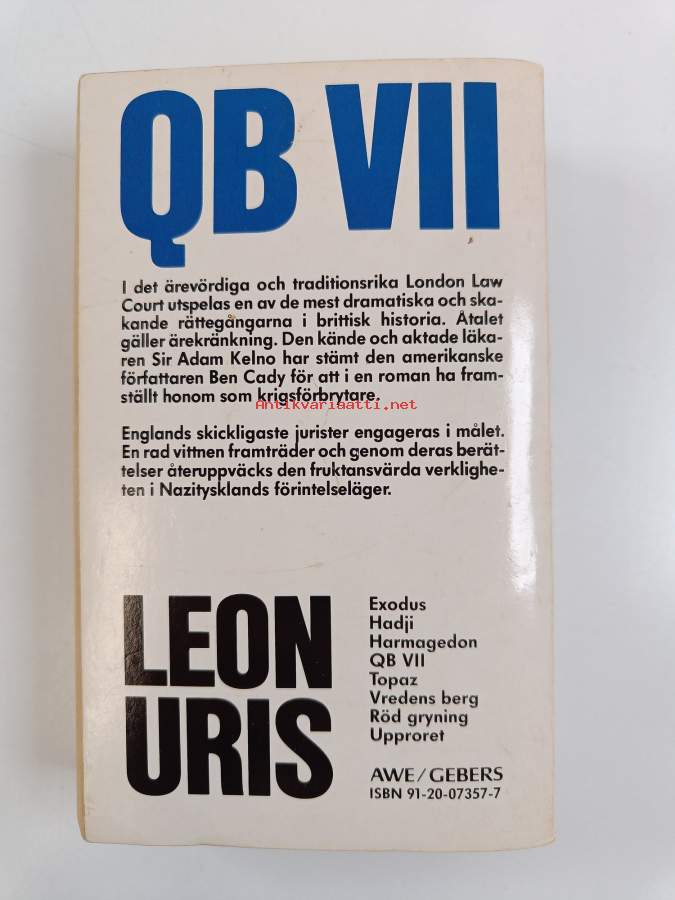 QB VII
I det ärevördiga och traditionsrika London Law
Court utspelas en av de mest dramatiska och ska-
kande rättegångarna i brittisk historia. Åtalet
gäller ärekränkning. Den kände och aktade läka-
ren Sir Adam Kelno har stämt den amerikanske
författaren Ben Cady för att i en roman ha fram-
ställt honom som krigsförbrytare.
Antikvariaatti.net
Englands skickligaste jurister engageras i målet.
En rad vittmen framträder och genom deras berät-
telser återuppväcks den fruktansvärda verklighe-
ten i Nazitysklands förintelseläger.
LEON
URIS
Exodus
Hadji
Harmagedon
QB VII
Topaz
Vredens berg
Röd gryning
Upproret
AWE/GEBERS
ISBN 91-20-07357-7